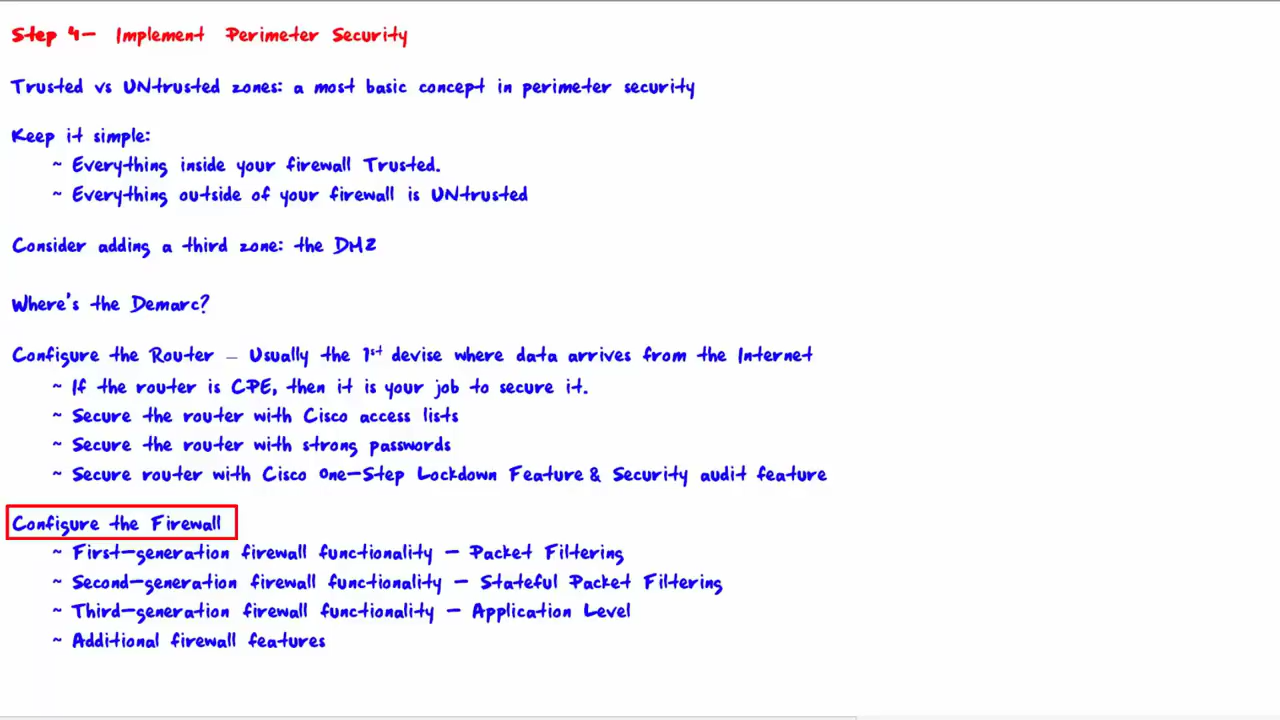 Step 4- Implement Perimeter Security
Trusted vs UNtrusted zones: a most basic concept in perimeter security
Keep it simple:
~ Everything inside your firewall Trusted.
~ Everything outside of your firewall is UNtrusted
Consider adding a third zone: the DMZ
Where's the Demarc?
Configure the Router – Usually the 1st devise where data arrives from the Internet
~ If the router is CPE, then it is your job to secure it.
~ Secure the router with Cisco access lists
~ Secure the router with strong passwords
~ Secure router with Cisco One-Step Lockdown Feature & Security audit feature
Configure the Firewall
~ First-generation firewall functionality - Packet Filtering
~ Second-generation firewall functionality - Stateful Packet Filtering
~ Third-generation firewall functionality - Application Level
~ Additional firewall features